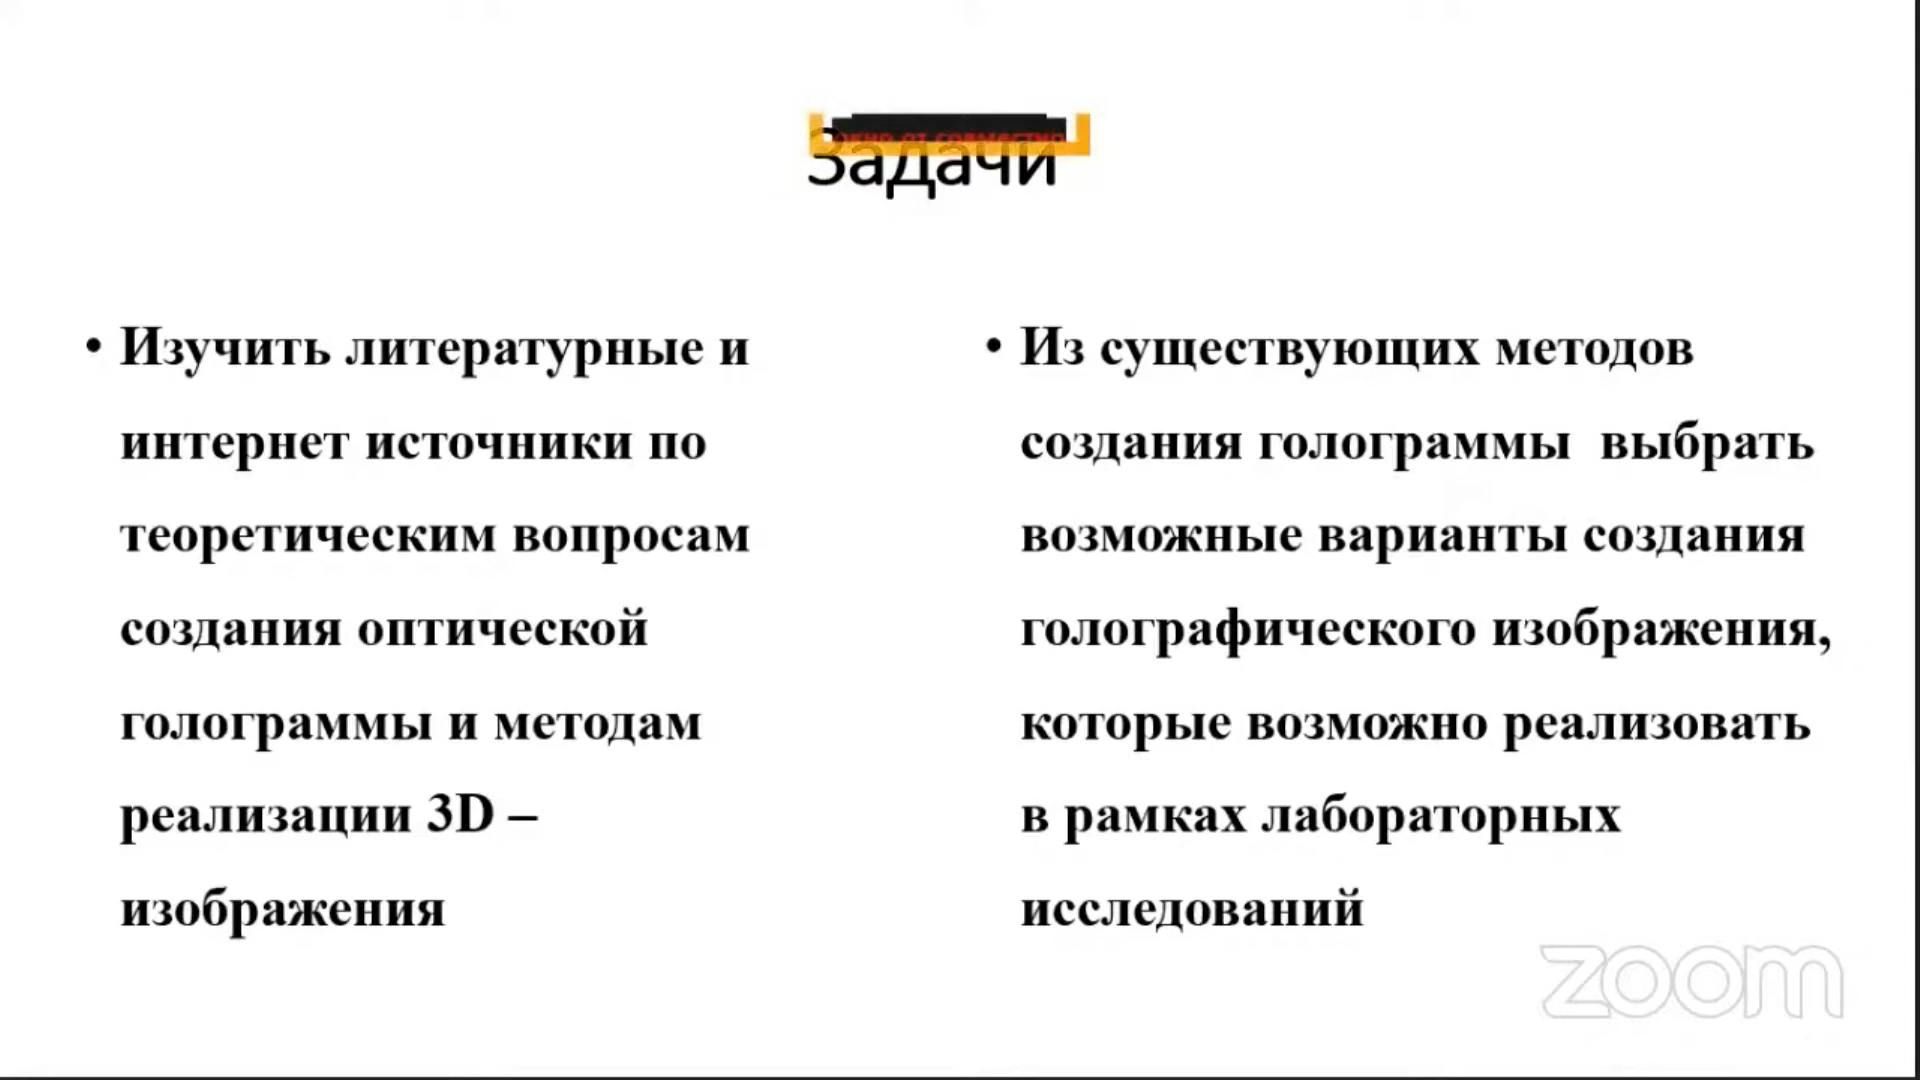 Задачи
• Изучить литературные и
интернет источники по
теоретическим вопросам
создания оптической
голограммы и методам
реализации 3D –
изображения
• Из существующих методов
создания голограммы  выбрать
возможные варианты создания
голографического изображения,
которые возможно реализовать
в рамках лабораторных
исследований
zoom